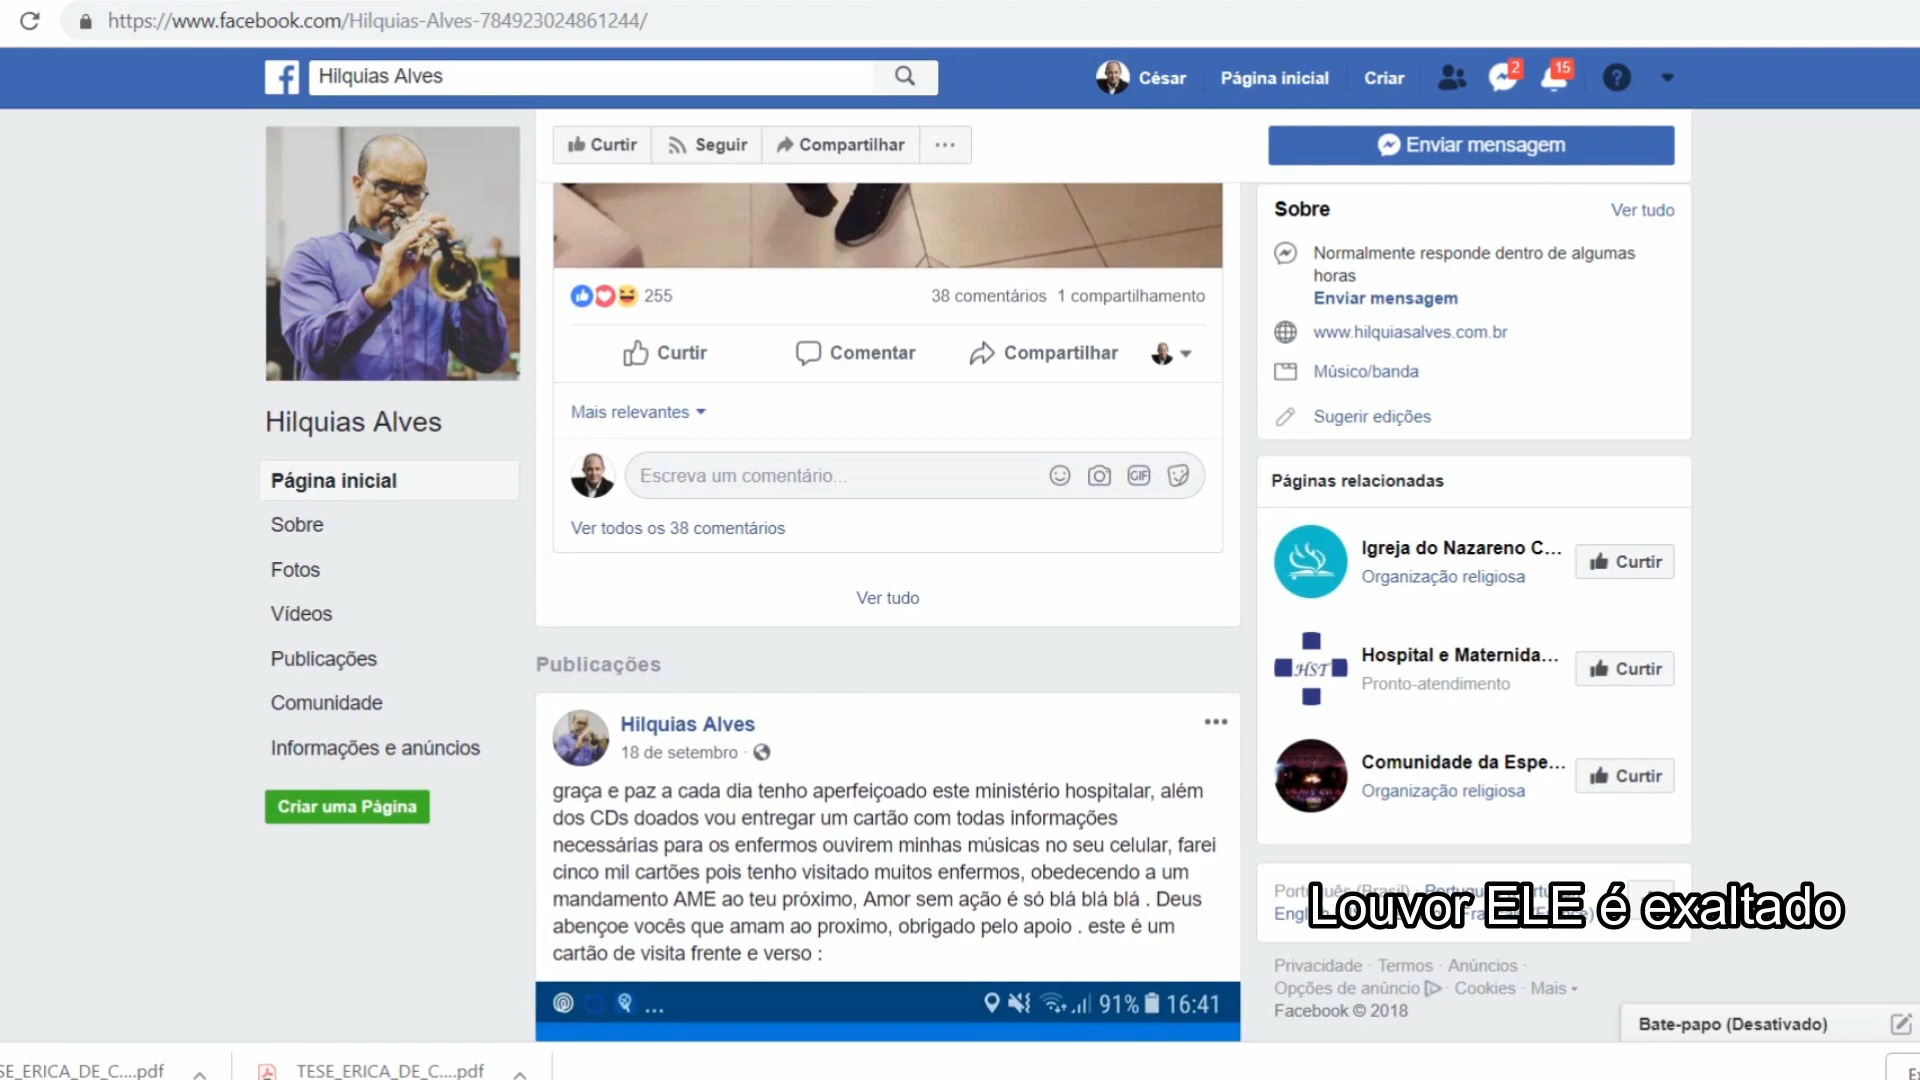 https://www.facebook.com/Hilquias-Alves-784923024861244/
Hilquias Alves
César
Página inicial
Criar
2
15
Curtir
Seguir
Compartilhar
Enviar mensagem
Hilquias Alves
Página inicial
Sobre
Fotos
Vídeos
Publicações
Comunidade
Informações e anúncios
Criar uma Página
255
38 comentários 1 compartilhamento
Curtir
Comentar
Compartilhar
Mais relevantes
Escreva um comentário...
GIF
Ver todos os 38 comentários
Ver tudo
Publicações
Hilquias Alves
18 de setembro ·
graça e paz a cada dia tenho aperfeiçoado este ministério hospitalar, além
dos CDs doados vou entregar um cartão com todas informações
necessárias para os enfermos ouvirem minhas músicas no seu celular, farei
cinco mil cartões pois tenho visitado muitos enfermos, obedecendo a um
mandamento AME ao teu próximo, Amor sem ação é só blá blá blá . Deus
abençoe vocês que amam ao proximo, obrigado pelo apoio . este é um
cartão de visita frente e verso :
91% 16:41
Sobre
Ver tudo
Normalmente responde dentro de algumas
horas
Enviar mensagem
www.hilquiasalves.com.br
Músico/banda
Sugerir edições
Páginas relacionadas
Igreja do Nazareno C...
Organização religiosa
Curtir
HST
Hospital e Maternida...
Pronto-atendimento
Curtir
Comunidade da Espe...
Organização religiosa
Curtir
Louvor ELE é exaltado
Privacidade · Termos · Anúncios ·
Opções de anúncio · Cookies · Mais
Facebook © 2018
Bate-papo (Desativado)
SE_ERICA_DE_C....pdf
TESE_ERICA_DE_C....pdf